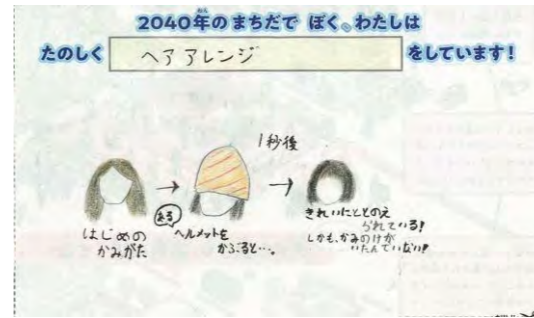 2040年のまちだで ぼく。わたしは
たのしく ヘアアレンジ をしています!
1秒後
はじめの
かみがた
→
ある
ヘルメットを
かぶると…。
→
きれいにととのえ
られている!
しかも、かみのけが
いたんでいない!!